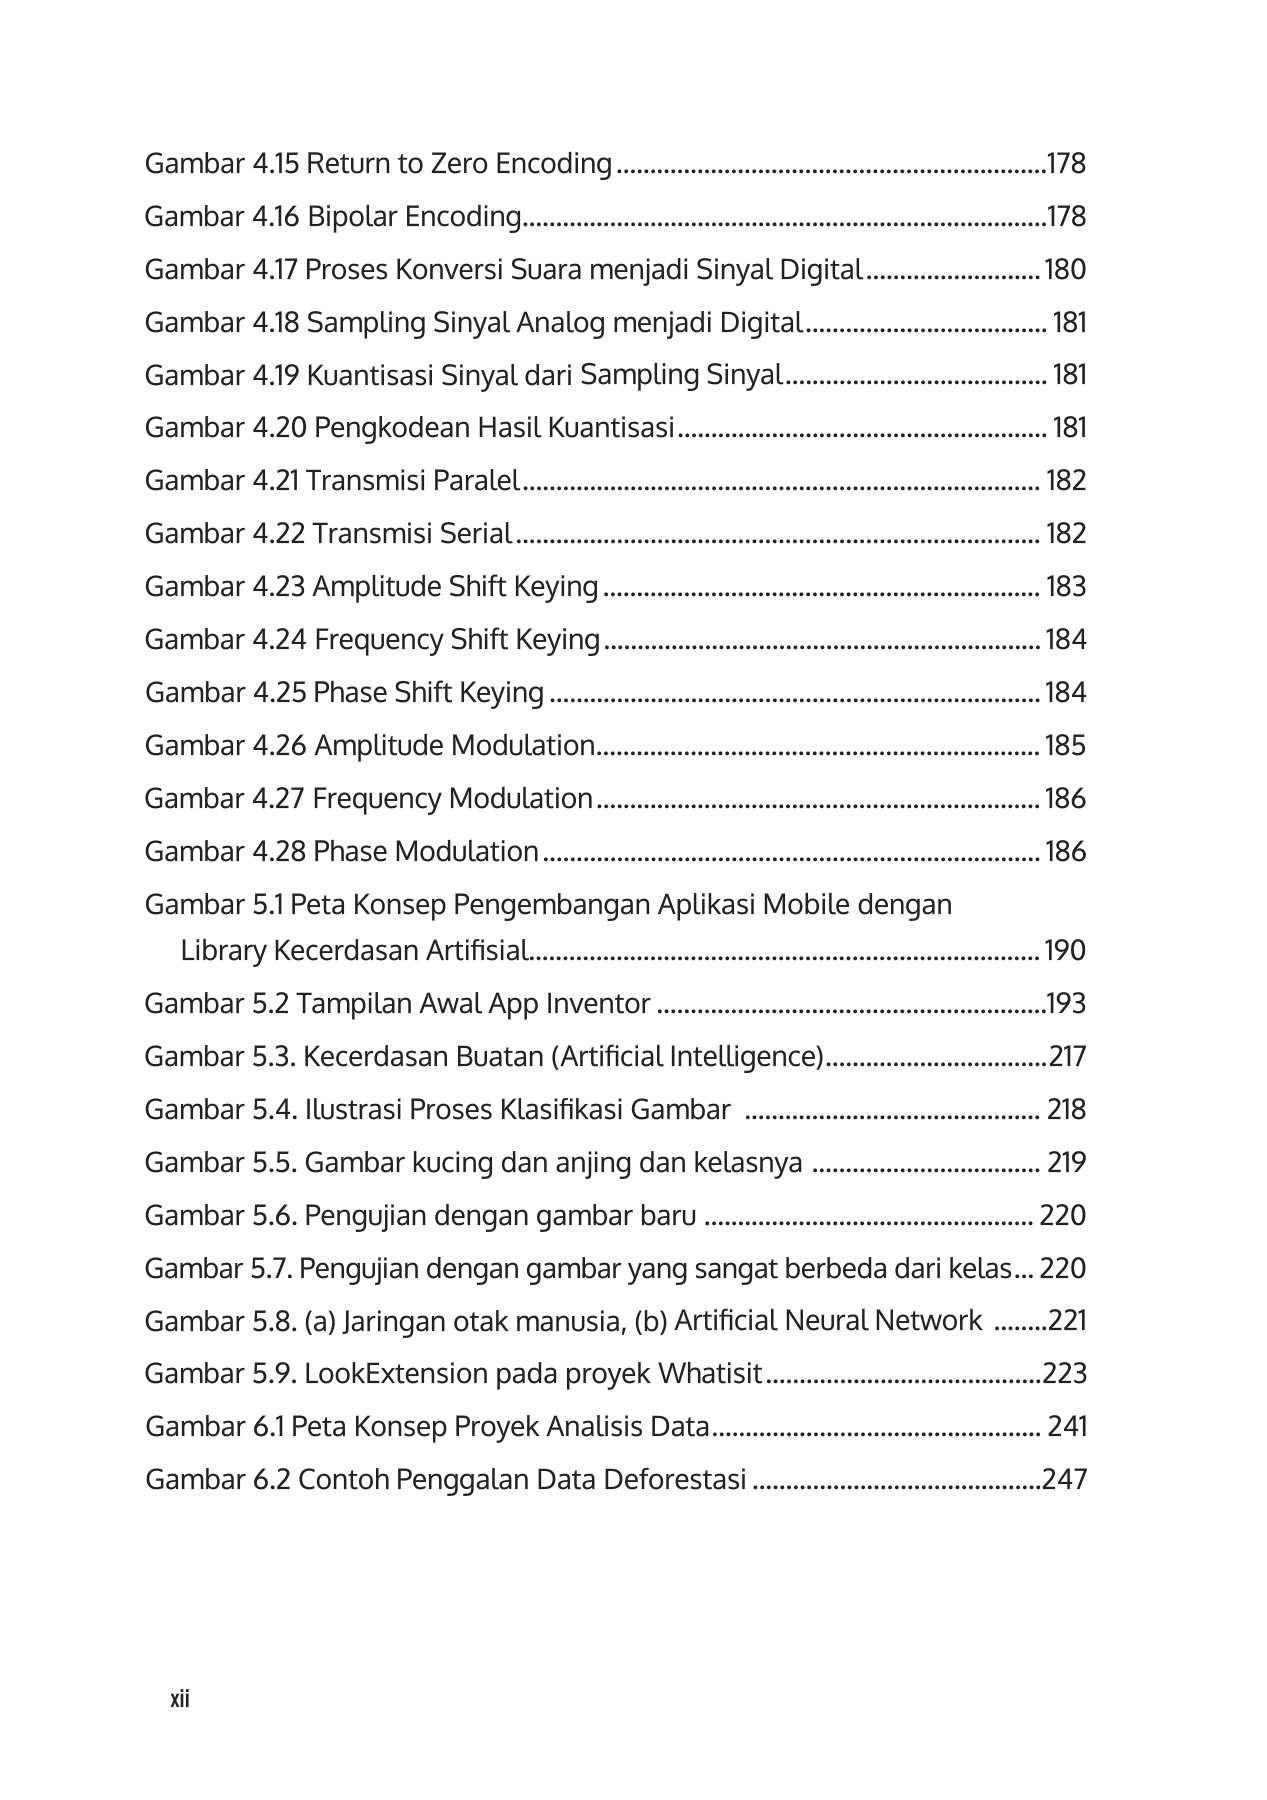 Gambar 4.15 Return to Zero Encoding ................................................................178
Gambar 4.16 Bipolar Encoding..............................................................................178
Gambar 4.17 Proses Konversi Suara menjadi Sinyal Digital.......................... 180
Gambar 4.18 Sampling Sinyal Analog menjadi Digital.................................... 181
Gambar 4.19 Kuantisasi Sinyal dari Sampling Sinyal....................................... 181
Gambar 4.20 Pengkodean Hasil Kuantisasi....................................................... 181
Gambar 4.21 Transmisi Paralel............................................................................. 182
Gambar 4.22 Transmisi Serial.............................................................................. 182
Gambar 4.23 Amplitude Shift Keying ................................................................. 183
Gambar 4.24 Frequency Shift Keying................................................................. 184
Gambar 4.25 Phase Shift Keying ......................................................................... 184
Gambar 4.26 Amplitude Modulation.................................................................. 185
Gambar 4.27 Frequency Modulation.................................................................. 186
Gambar 4.28 Phase Modulation.......................................................................... 186
Gambar 5.1 Peta Konsep Pengembangan Aplikasi Mobile dengan
Library Kecerdasan Artifisial............................................................................ 190
Gambar 5.2 Tampilan Awal App Inventor ..........................................................193
Gambar 5.3. Kecerdasan Buatan (Artificial Intelligence).................................217
Gambar 5.4. Ilustrasi Proses Klasifikasi Gambar ............................................ 218
Gambar 5.5. Gambar kucing dan anjing dan kelasnya .................................. 219
Gambar 5.6. Pengujian dengan gambar baru ................................................. 220
Gambar 5.7. Pengujian dengan gambar yang sangat berbeda dari kelas... 220
Gambar 5.8. (a) Jaringan otak manusia, (b) Artificial Neural Network ........221
Gambar 5.9. LookExtension pada proyek Whatisit.........................................223
Gambar 6.1 Peta Konsep Proyek Analisis Data................................................. 241
Gambar 6.2 Contoh Penggalan Data Deforestasi ...........................................247
xii